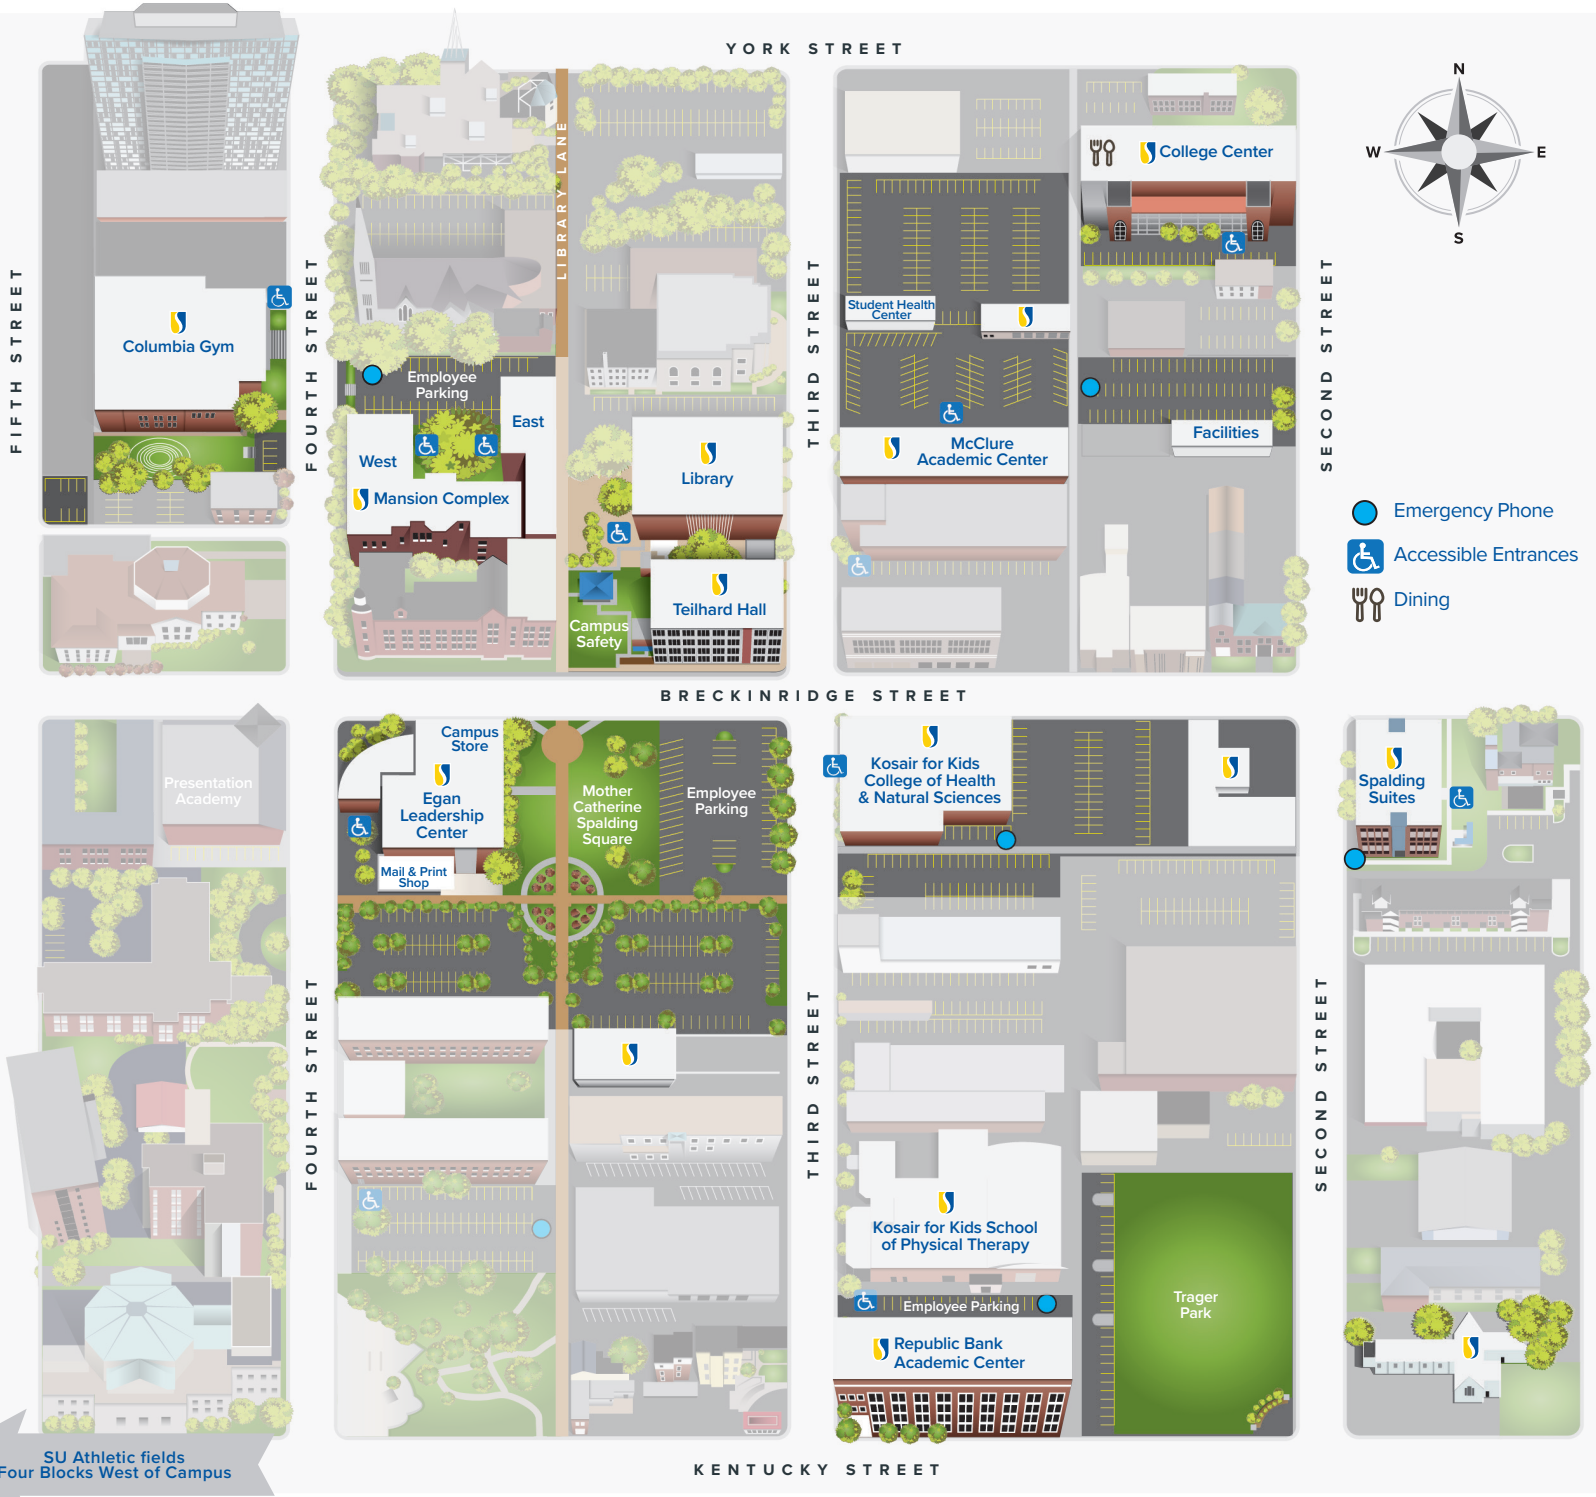 YORK STREET
N
W
E
S
LIBRARY LANE
College Center
FIFTH STREET
FOURTH STREET
THIRD STREET
SECOND STREET
Student Health
Center
Columbia Gym
Employee
Parking
East
West
Mansion Complex
Library
McClure
Academic Center
Facilities
Emergency Phone
Accessible Entrances
Dining
Teilhard Hall
Campus
Safety
BRECKINRIDGE STREET
Presentation
Academy
Campus
Store
Egan
Leadership
Center
Mail & Print
Shop
Mother
Catherine
Spalding
Square
Employee
Parking
Kosair for Kids
College of Health
& Natural Sciences
Spalding
Suites
FOURTH STREET
THIRD STREET
SECOND STREET
Kosair for Kids School
of Physical Therapy
Employee Parking
Trager
Park
Republic Bank
Academic Center
SU Athletic fields
Four Blocks West of Campus
KENTUCKY STREET